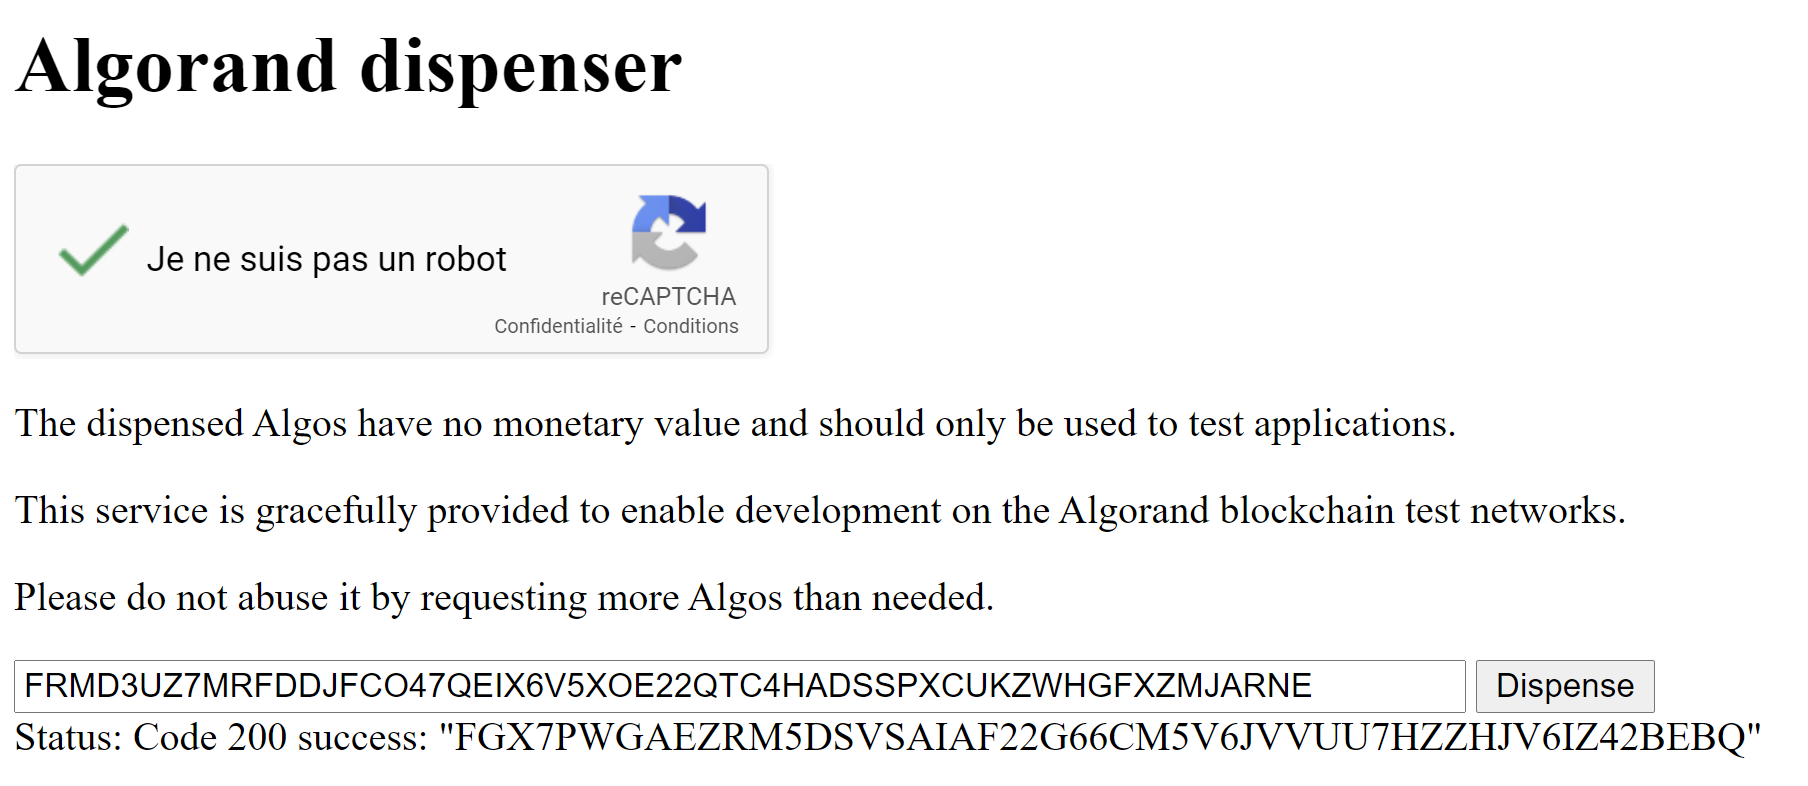 Algorand dispenser
Je ne suis pas un robot
reCAPTCHA
Confidentialité - Conditions
The dispensed Algos have no monetary value and should only be used to test applications.
This service is gracefully provided to enable development on the Algorand blockchain test networks.
Please do not abuse it by requesting more Algos than needed.
FRMD3UZ7MRFDDJFCO47QEIX6V5XOE22QTC4HADSSPXCUKZWHGFXZMJARNE Dispense
Status: Code 200 success: "FGX7PWGAEZRM5DSVSAIAF22G66CM5V6JVVUU7HZZHJV6IZ42BEBQ"